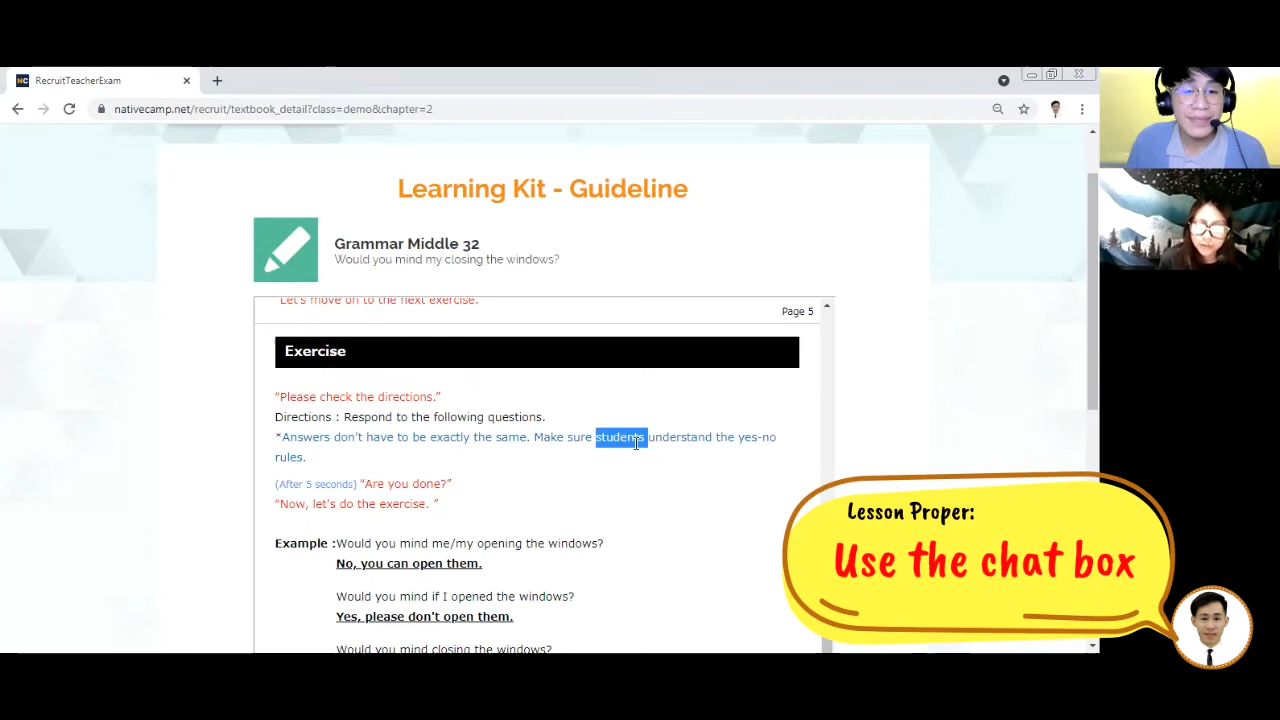 NC RecruitTeacherExam
nativecamp.net/recruit/textbook_detail?class=demo&chapter=2
Learning Kit - Guideline
Grammar Middle 32
Would you mind my closing the windows?
Let's move on to the next exercise.
Page 5
Exercise
“Please check the directions.”
Directions : Respond to the following questions.
*Answers don't have to be exactly the same. Make sure students understand the yes-no
rules.
(After 5 seconds) “Are you done?”
“Now, let's do the exercise. ”
Example :Would you mind me/my opening the windows?
No, you can open them.
Would you mind if I opened the windows?
Yes, please don't open them.
Would you mind closing the windows?
Lesson Proper:
Use the chat box